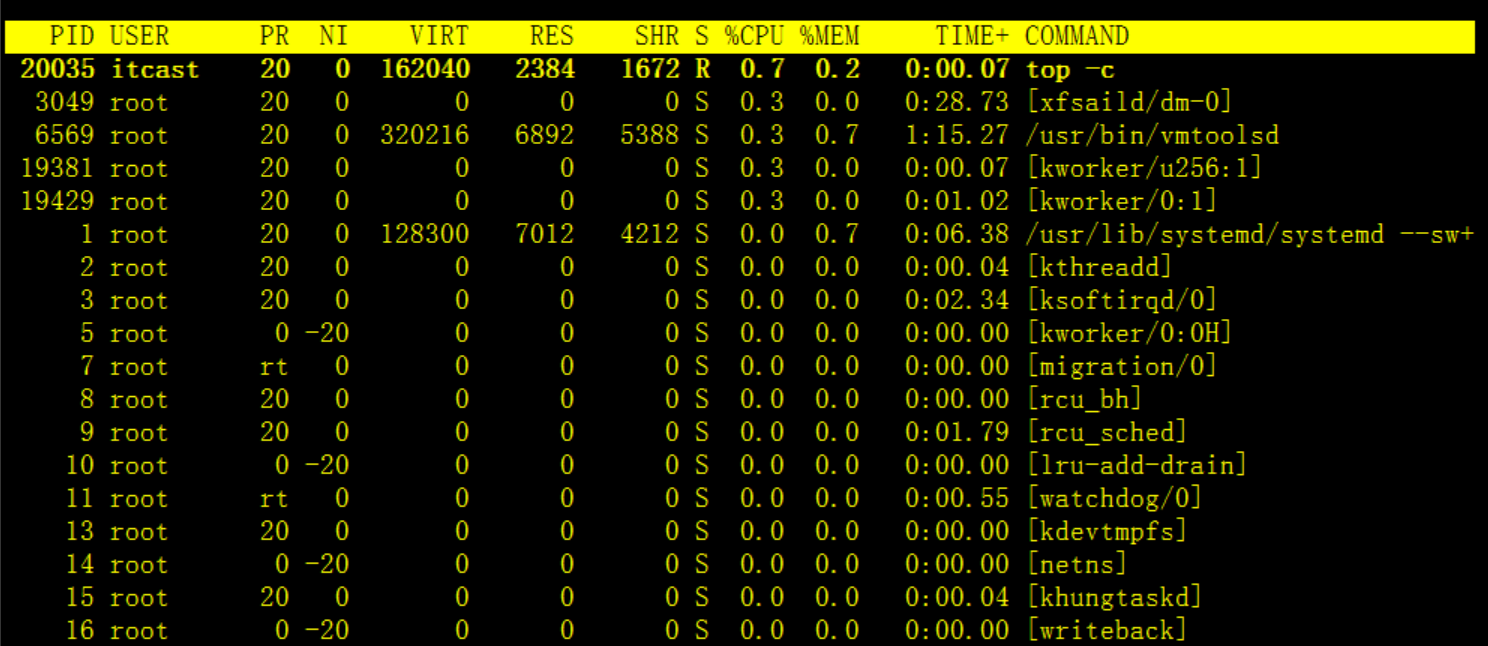 PID USER PR NI VIRT RES SHR S %CPU %MEM TIME+ COMMAND
20035 itcast 20 0 162040 2384 1672 R 0.7 0.2 0:00.07 top -c
3049 root 20 0 0 0 0 S 0.3 0.0 0:28.73 [xfsaild/dm-0]
6569 root 20 0 320216 6892 5388 S 0.3 0.7 1:15.27 /usr/bin/vmtoolsd
19381 root 20 0 0 0 0 S 0.3 0.0 0:00.07 [kworker/u256:1]
19429 root 20 0 0 0 0 S 0.3 0.0 0:01.02 [kworker/0:1]
1 root 20 0 128300 7012 4212 S 0.0 0.7 0:06.38 /usr/lib/systemd/systemd --sw+
2 root 20 0 0 0 0 S 0.0 0.0 0:00.04 [kthreadd]
3 root 20 0 0 0 0 S 0.0 0.0 0:02.34 [ksoftirqd/0]
5 root 0 -20 0 0 0 S 0.0 0.0 0:00.00 [kworker/0:0H]
7 root rt 0 0 0 0 S 0.0 0.0 0:00.00 [migration/0]
8 root 20 0 0 0 0 S 0.0 0.0 0:00.00 [rcu_bh]
9 root 20 0 0 0 0 S 0.0 0.0 0:01.79 [rcu_sched]
10 root 0 -20 0 0 0 S 0.0 0.0 0:00.00 [lru-add-drain]
11 root rt 0 0 0 0 S 0.0 0.0 0:00.55 [watchdog/0]
13 root 20 0 0 0 0 S 0.0 0.0 0:00.00 [kdevtmpfs]
14 root 0 -20 0 0 0 S 0.0 0.0 0:00.00 [netns]
15 root 20 0 0 0 0 S 0.0 0.0 0:00.04 [khungtaskd]
16 root 0 -20 0 0 0 S 0.0 0.0 0:00.00 [writeback]